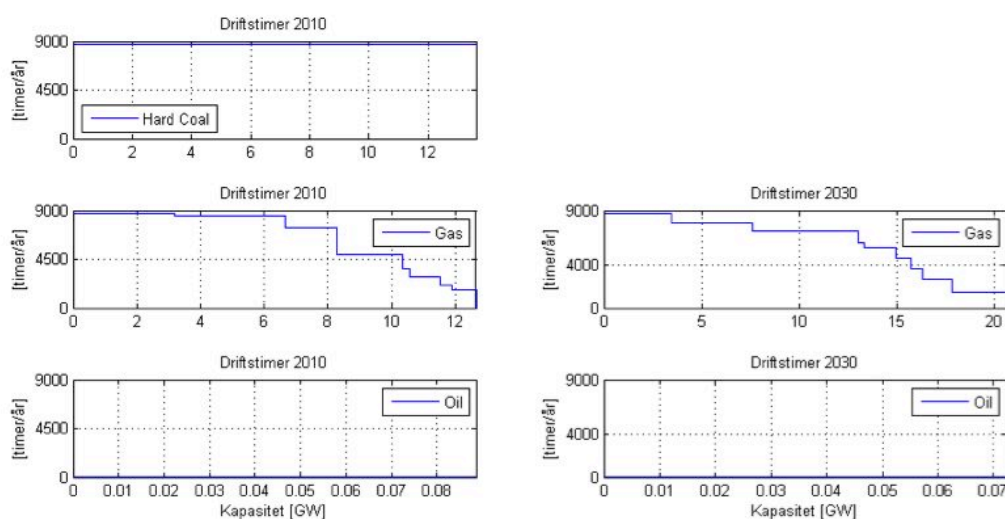 Driftstimer 2010
[timer/år]
9000
4500
0
Hard Coal
0 2 4 6 8 10 12
Driftstimer 2010
[timer/år]
9000
4500
0
Gas
0 2 4 6 8 10 12
Driftstimer 2030
[timer/år]
9000
4000
0
Gas
0 5 10 15 20
Driftstimer 2010
[timer/år]
9000
4500
0
Oil
0 0.01 0.02 0.03 0.04 0.05 0.06 0.07 0.08
Kapasitet [GW]
Driftstimer 2030
[timer/år]
9000
4000
0
Oil
0 0.01 0.02 0.03 0.04 0.05 0.06 0.07
Kapasitet [GW]